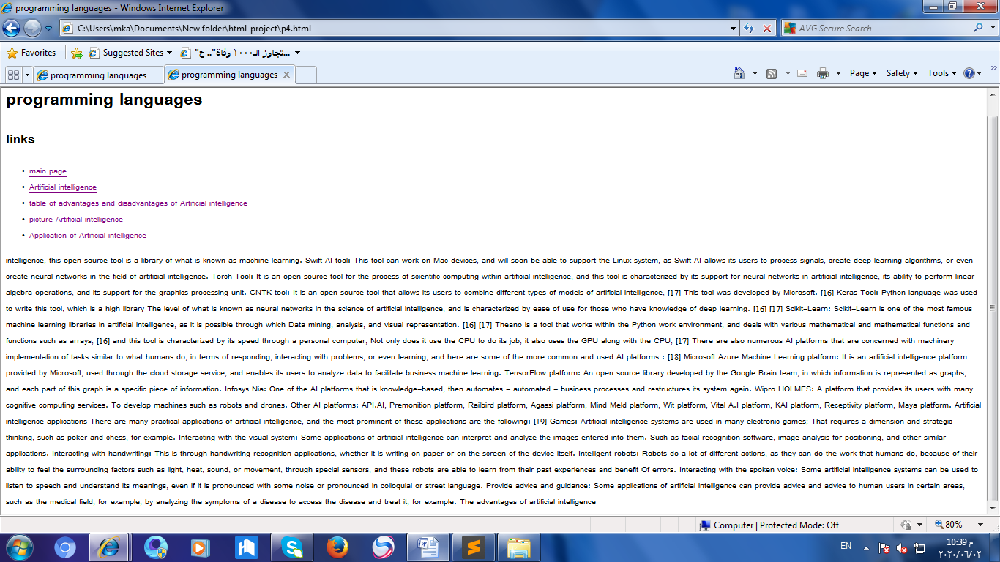 programming languages - Windows Internet Explorer
C:\Users\mka\Documents\New folder\html-project\p4.html
AVG Secure Search
Favorites
Suggested Sites
"تجاوز الـ١٠٠٠ وفاة".. ح...
programming languages
programming languages
Page
Safety
Tools
programming languages
links
• main page
• Artificial intelligence
• table of advantages and disadvantages of Artificial intelligence
• picture Artificial intelligence
• Application of Artificial intelligence
intelligence, this open source tool is a library of what is known as machine learning. Swift AI tool: This tool can work on Mac devices, and will soon be able to support the Linux system, as Swift AI allows its users to process signals, create deep learning algorithms, or even
create neural networks in the field of artificial intelligence. Torch Tool: It is an open source tool for the process of scientific computing within artificial intelligence, and this tool is characterized by its support for neural networks in artificial intelligence, its ability to perform linear
algebra operations, and its support for the graphics processing unit. CNTK tool: It is an open source tool that allows its users to combine different types of models of artificial intelligence, [17] This tool was developed by Microsoft. [16] Keras Tool: Python language was used
to write this tool, which is a high library The level of what is known as neural networks in the science of artificial intelligence, and is characterized by ease of use for those who have knowledge of deep learning. [16] [17] Scikit–Learn: Scikit–Learn is one of the most famous
machine learning libraries in artificial intelligence, as it is possible through which Data mining, analysis, and visual representation. [16] [17] Theano is a tool that works within the Python work environment, and deals with various mathematical and mathematical functions and
functions such as arrays, [16] and this tool is characterized by its speed through a personal computer; Not only does it use the CPU to do its job, it also uses the GPU along with the CPU; [17] There are also numerous AI platforms that are concerned with machinery
implementation of tasks similar to what humans do, in terms of responding, interacting with problems, or even learning, and here are some of the more common and used AI platforms : [18] Microsoft Azure Machine Learning platform: It is an artificial intelligence platform
provided by Microsoft, used through the cloud storage service, and enables its users to analyze data to facilitate business machine learning. TensorFlow platform: An open source library developed by the Google Brain team, in which information is represented as graphs,
and each part of this graph is a specific piece of information. Infosys Nia: One of the AI platforms that is knowledge–based, then automates – automated – business processes and restructures its system again. Wipro HOLMES: A platform that provides its users with many
cognitive computing services. To develop machines such as robots and drones. Other AI platforms: API.AI, Premonition platform, Railbird platform, Agassi platform, Mind Meld platform, Wit platform, Vital A.I platform, KAI platform, Receptivity platform, Maya platform. Artificial
intelligence applications There are many practical applications of artificial intelligence, and the most prominent of these applications are the following: [19] Games: Artificial intelligence systems are used in many electronic games; That requires a dimension and strategic
thinking, such as poker and chess, for example. Interacting with the visual system: Some applications of artificial intelligence can interpret and analyze the images entered into them. Such as facial recognition software, image analysis for positioning, and other similar
applications. Interacting with handwriting: This is through handwriting recognition applications, whether it is writing on paper or on the screen of the device itself. Intelligent robots: Robots do a lot of different actions, as they can do the work that humans do, because of their
ability to feel the surrounding factors such as light, heat, sound, or movement, through special sensors, and these robots are able to learn from their past experiences and benefit Of errors. Interacting with the spoken voice: Some artificial intelligence systems can be used to
listen to speech and understand its meanings, even if it is pronounced with some noise or pronounced in colloquial or street language. Provide advice and guidance: Some applications of artificial intelligence can provide advice and advice to human users in certain areas,
such as the medical field, for example, by analyzing the symptoms of a disease to access the disease and treat it, for example. The advantages of artificial intelligence
Computer | Protected Mode: Off
80%
EN
10:39 م
٢٠٢٠/٠٦/٠٢